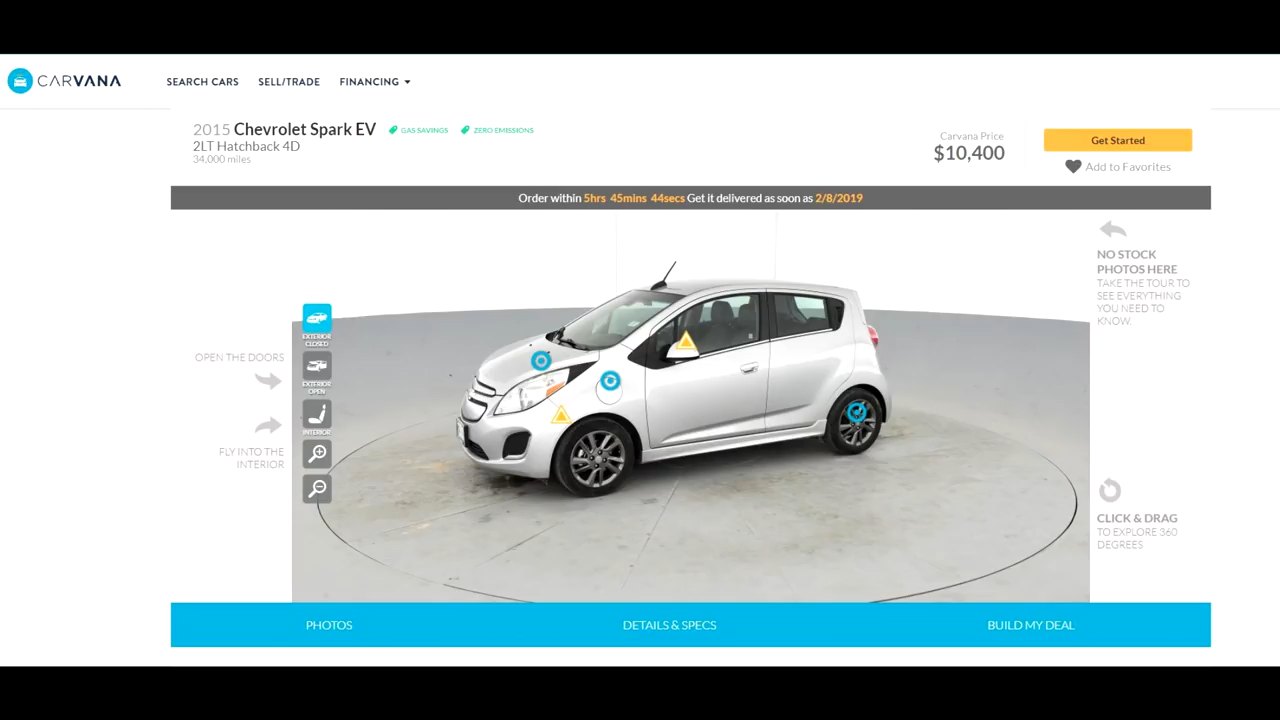 CARVANA
SEARCH CARS
SELL/TRADE
FINANCING
2015 Chevrolet Spark EV
GAS SAVINGS
ZERO EMISSIONS
2LT Hatchback 4D
34,000 miles
Carvana Price
$10,400
Get Started
Add to Favorites
Order within 5hrs 45mins 44secs Get it delivered as soon as 2/8/2019
NO STOCK
PHOTOS HERE
TAKE THE TOUR TO
SEE EVERYTHING
YOU NEED TO
KNOW.
OPEN THE DOORS
EXTERIOR
CLOSED
EXTERIOR
OPEN
INTERIOR
FLY INTO THE
INTERIOR
CLICK & DRAG
TO EXPLORE 360
DEGREES
PHOTOS
DETAILS & SPECS
BUILD MY DEAL